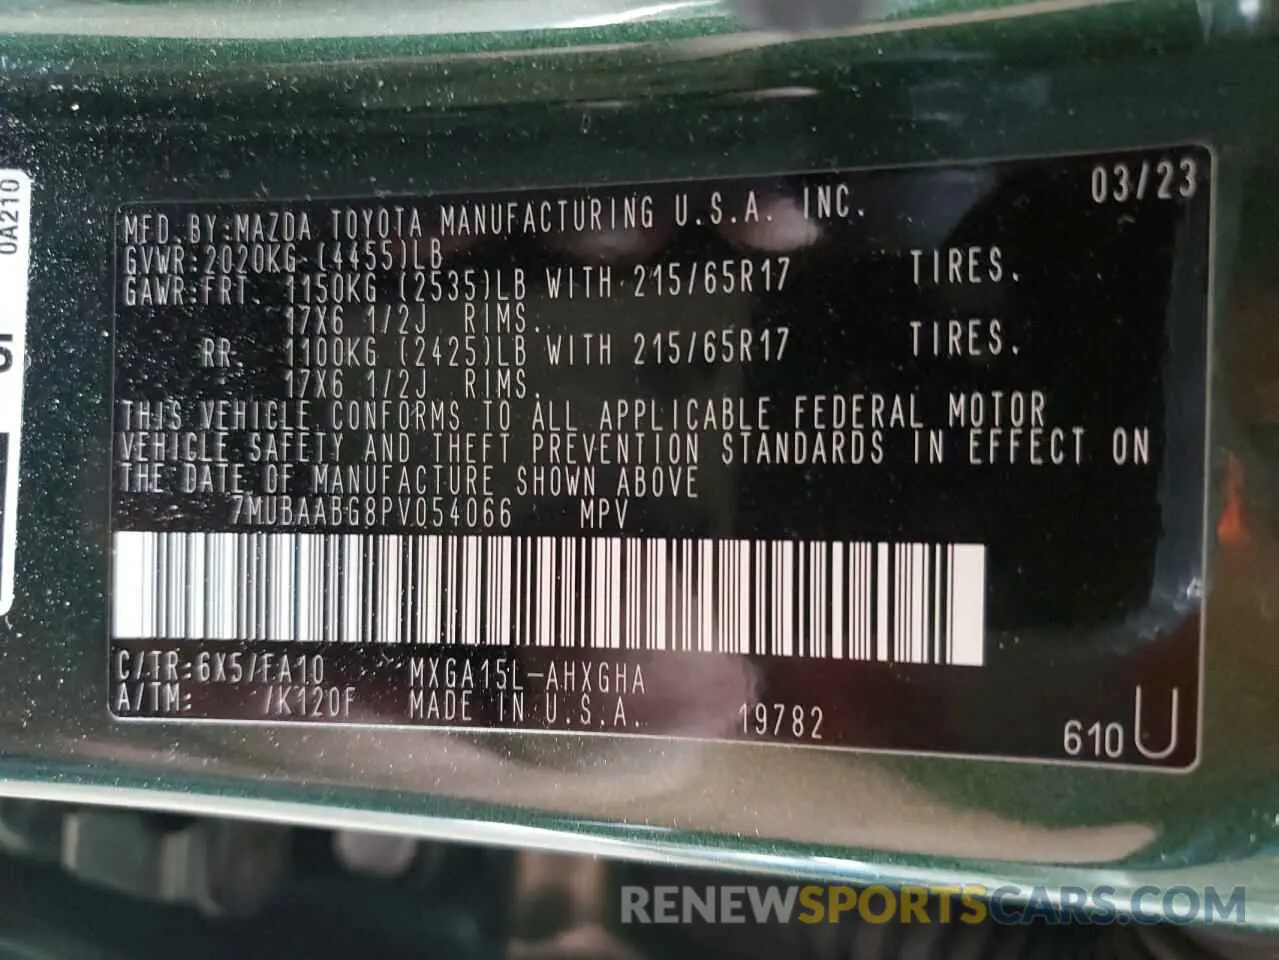 0A210
03/23
MFD.BY:MAZDA TOYOTA MANUFACTURING U.S.A. INC.
GVWR:2020KG (4455)LB
GAWR:FRT. 1150KG (2535)LB WITH 215/65R17 TIRES.
17X6 1/2J RIMS.
RR. 1100KG (2425)LB WITH 215/65R17 TIRES.
17X6 1/2J RIMS.
THIS VEHICLE CONFORMS TO ALL APPLICABLE FEDERAL MOTOR
VEHICLE SAFETY AND THEFT PREVENTION STANDARDS IN EFFECT ON
THE DATE OF MANUFACTURE SHOWN ABOVE
7MUBAABG8PV054066 MPV
C/TR:6X5/FA10 MXGA15L-AHXGHA
A/TM: /K120F MADE IN U.S.A. 19782
610U
RENEWSPORTSCARS.COM